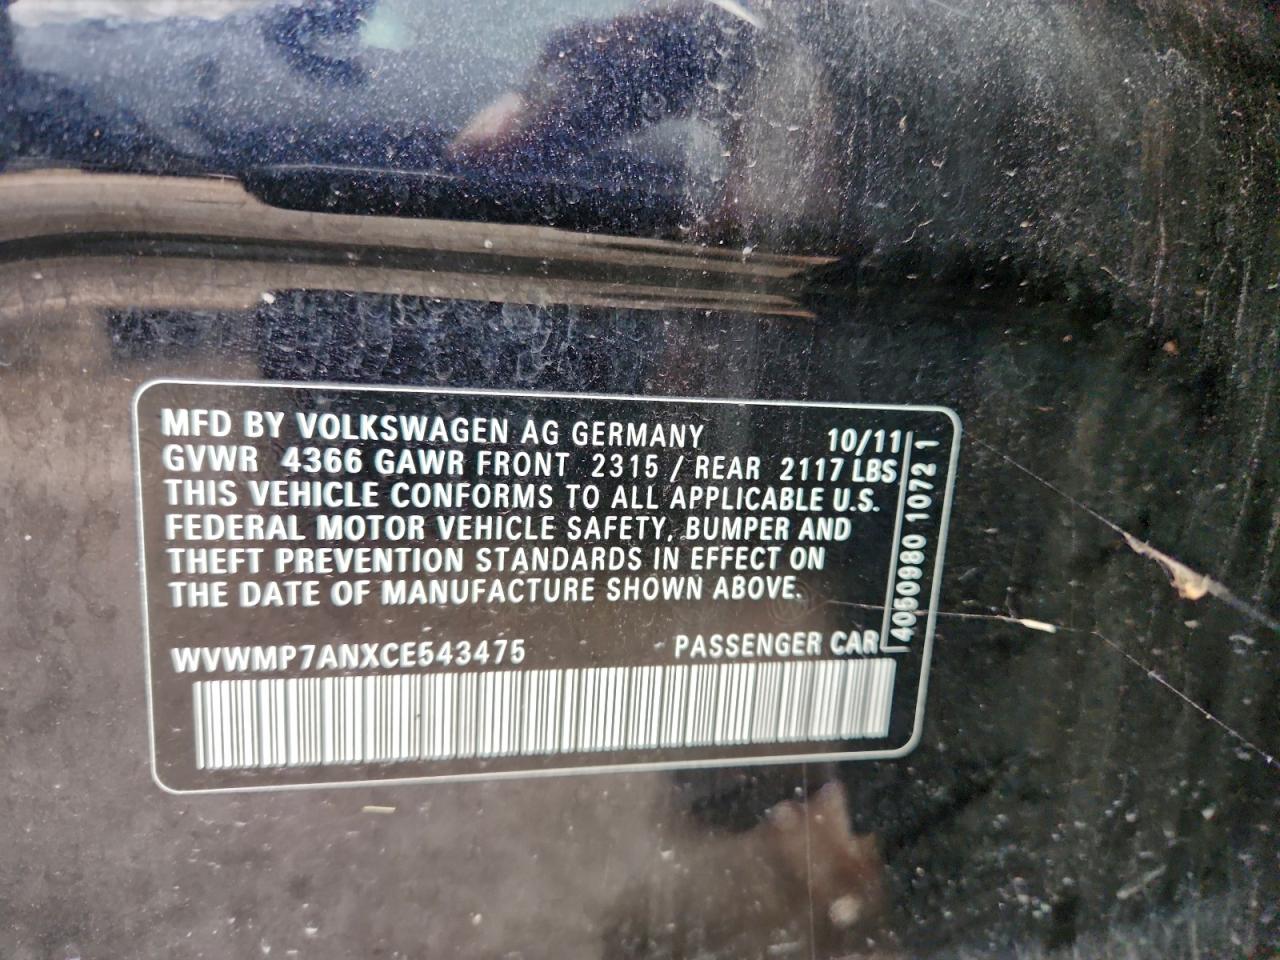 MFD BY VOLKSWAGEN AG GERMANY 10/11
GVWR 4366 GAWR FRONT 2315 / REAR 2117 LBS
THIS VEHICLE CONFORMS TO ALL APPLICABLE U.S.
FEDERAL MOTOR VEHICLE SAFETY, BUMPER AND
THEFT PREVENTION STANDARDS IN EFFECT ON
THE DATE OF MANUFACTURE SHOWN ABOVE.
WVWMP7ANXCE543475 PASSENGER CAR
4050980 1072 1